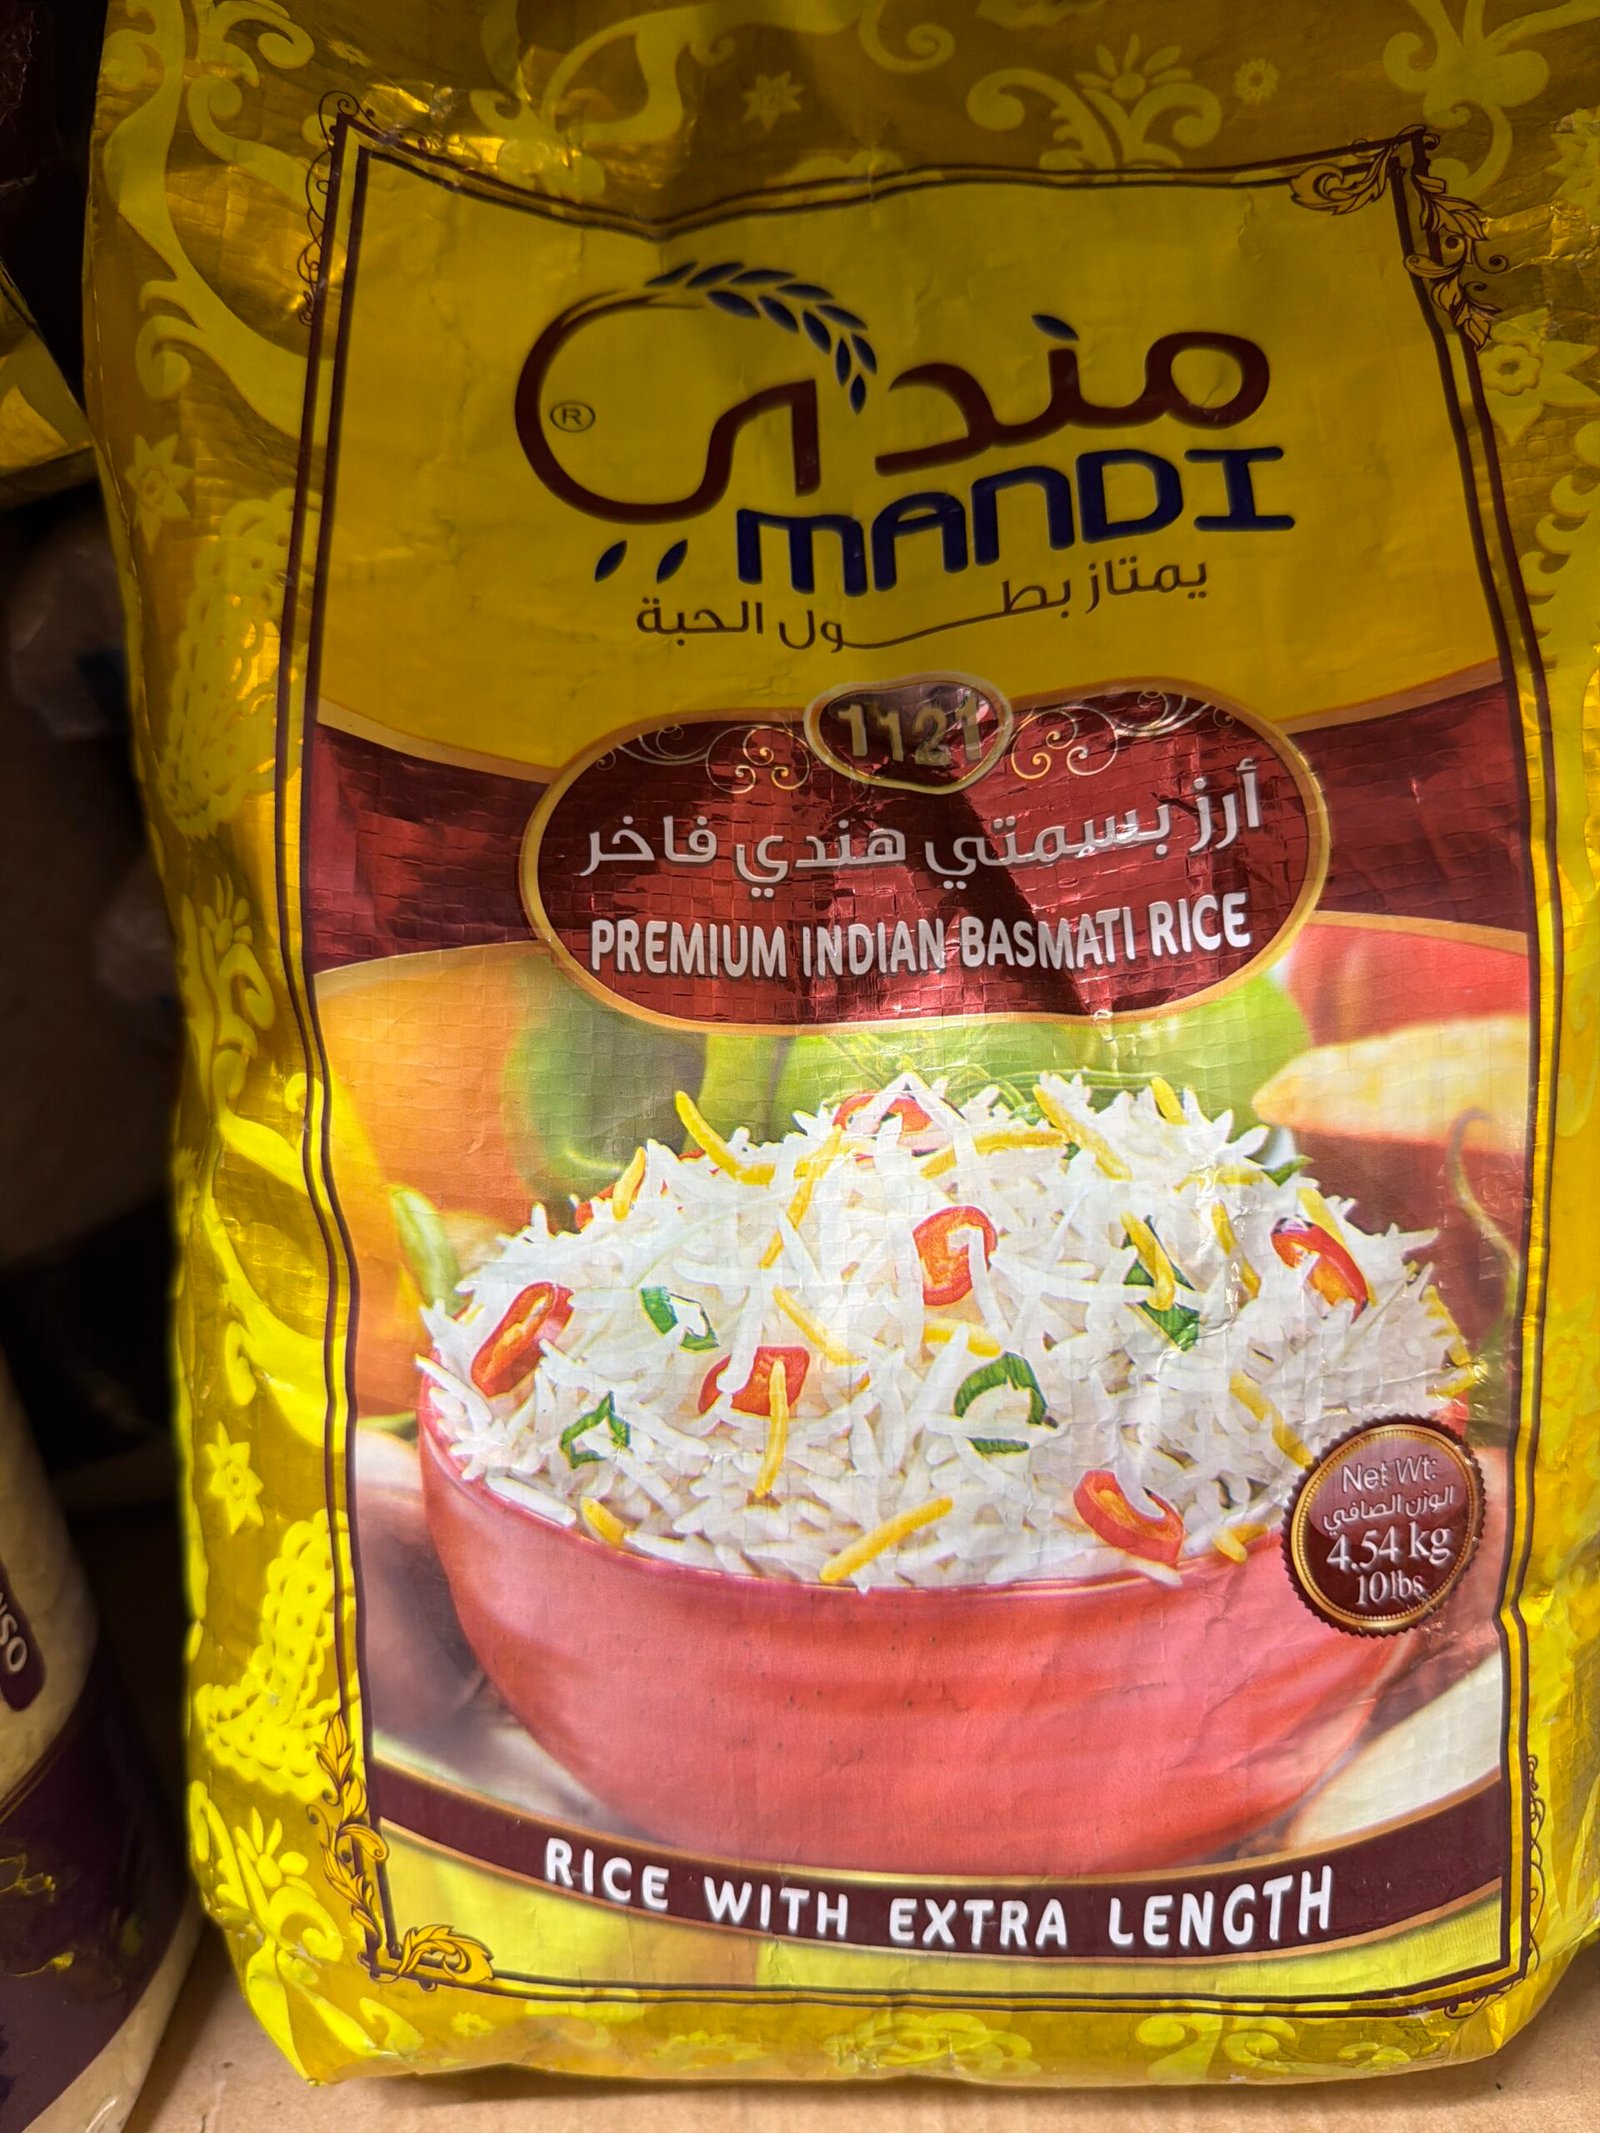 مندي
®
MANDI
يمتاز بطول الحبة
1121
أرز بسمتي هندي فاخر
PREMIUM INDIAN BASMATI RICE
Net Wt:
الوزن الصافي
4.54 kg
10lbs
RICE WITH EXTRA LENGTH